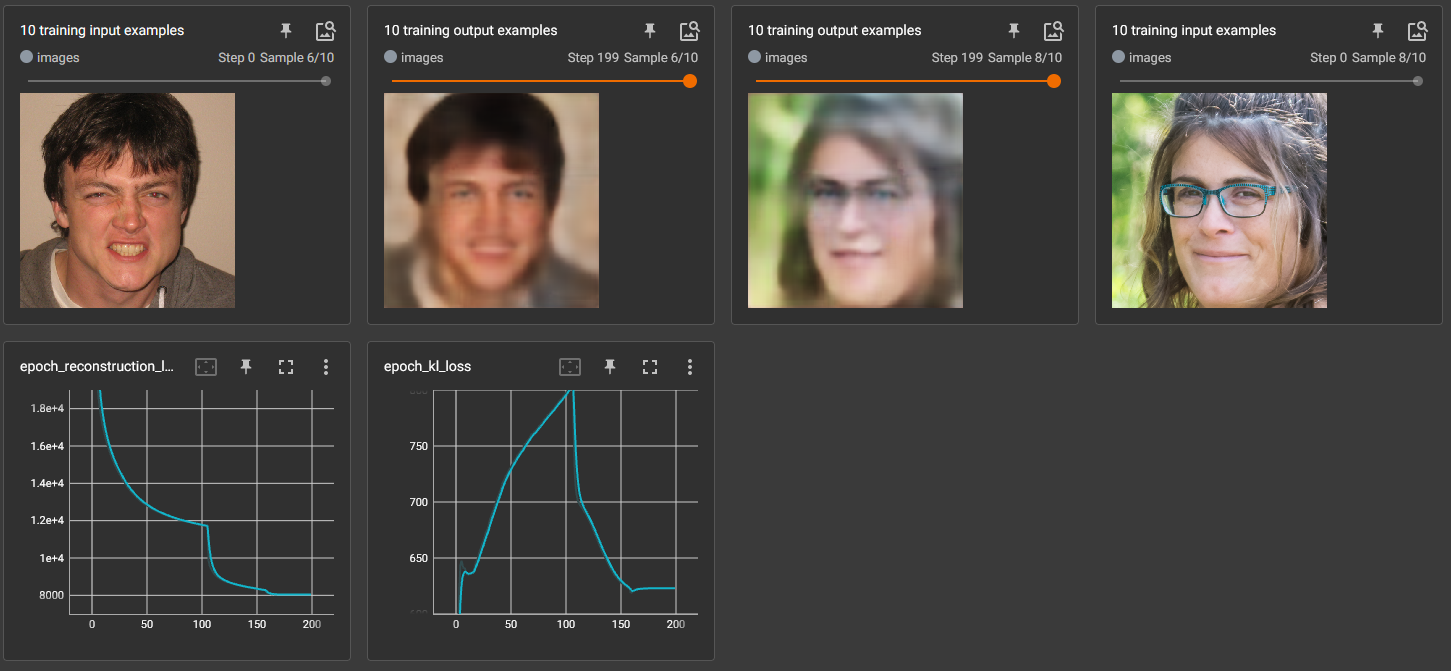 10 training input examples
images
Step 0 Sample 6/10
10 training output examples
images
Step 199 Sample 6/10
10 training output examples
images
Step 199 Sample 8/10
10 training input examples
images
Step 0 Sample 8/10
epoch_reconstruction_l...
1.8e+4
1.6e+4
1.4e+4
1.2e+4
1e+4
8000
0 50 100 150 200
epoch_kl_loss
750
700
650
0 50 100 150 200